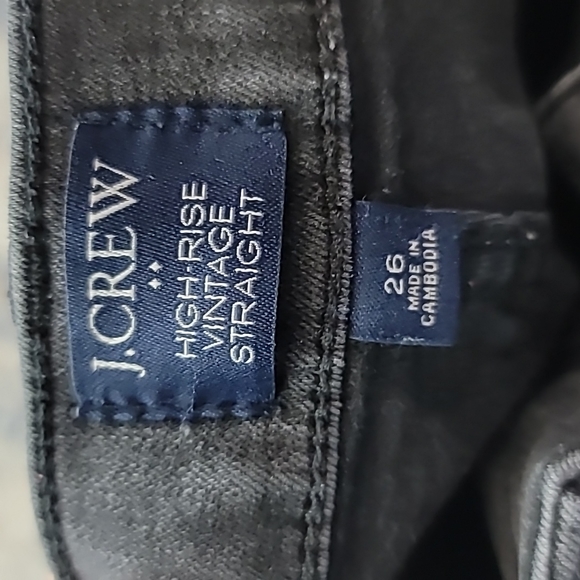 J.CREW
HIGH-RISE
VINTAGE
STRAIGHT
26
MADE IN
CAMBODIA